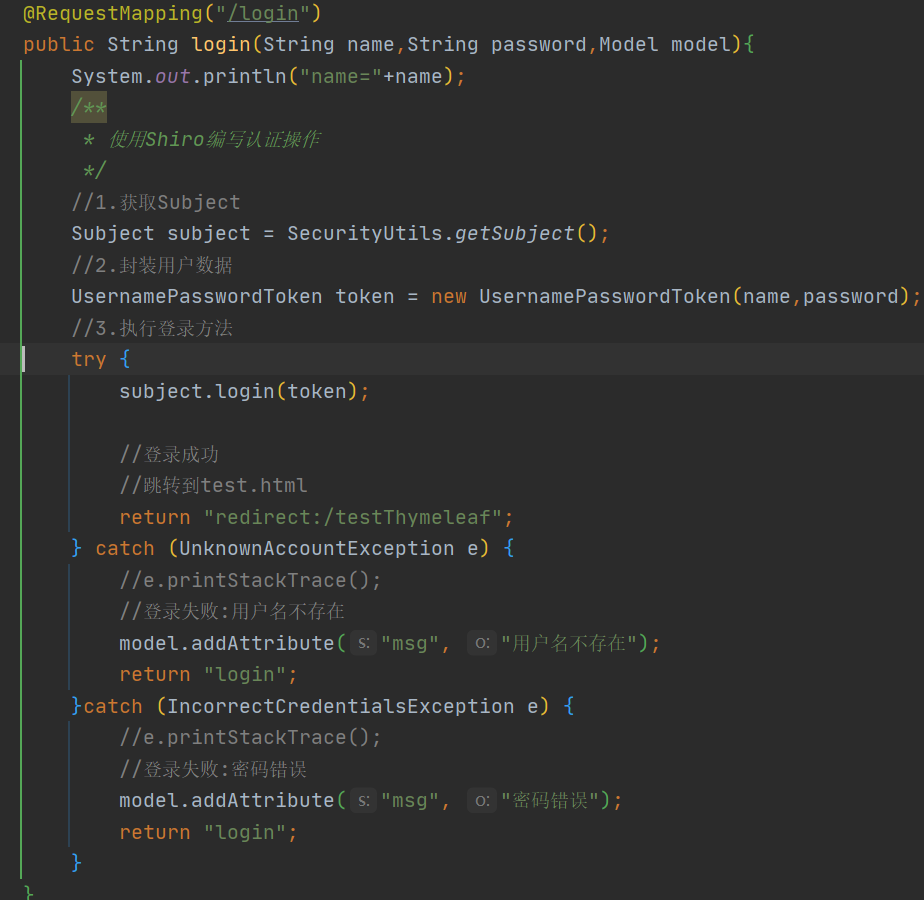 @RequestMapping("/login")
public String login(String name,String password,Model model){
System.out.println("name="+name);
/**
* 使用Shiro编写认证操作
*/
//1.获取Subject
Subject subject = SecurityUtils.getSubject();
//2.封装用户数据
UsernamePasswordToken token = new UsernamePasswordToken(name,password);
//3.执行登录方法
try {
subject.login(token);
//登录成功
//跳转到test.html
return "redirect:/testThymeleaf";
} catch (UnknownAccountException e) {
//e.printStackTrace();
//登录失败:用户名不存在
model.addAttribute( s: "msg", o: "用户名不存在");
return "login";
}catch (IncorrectCredentialsException e) {
//e.printStackTrace();
//登录失败:密码错误
model.addAttribute( s: "msg", o: "密码错误");
return "login";
}
}